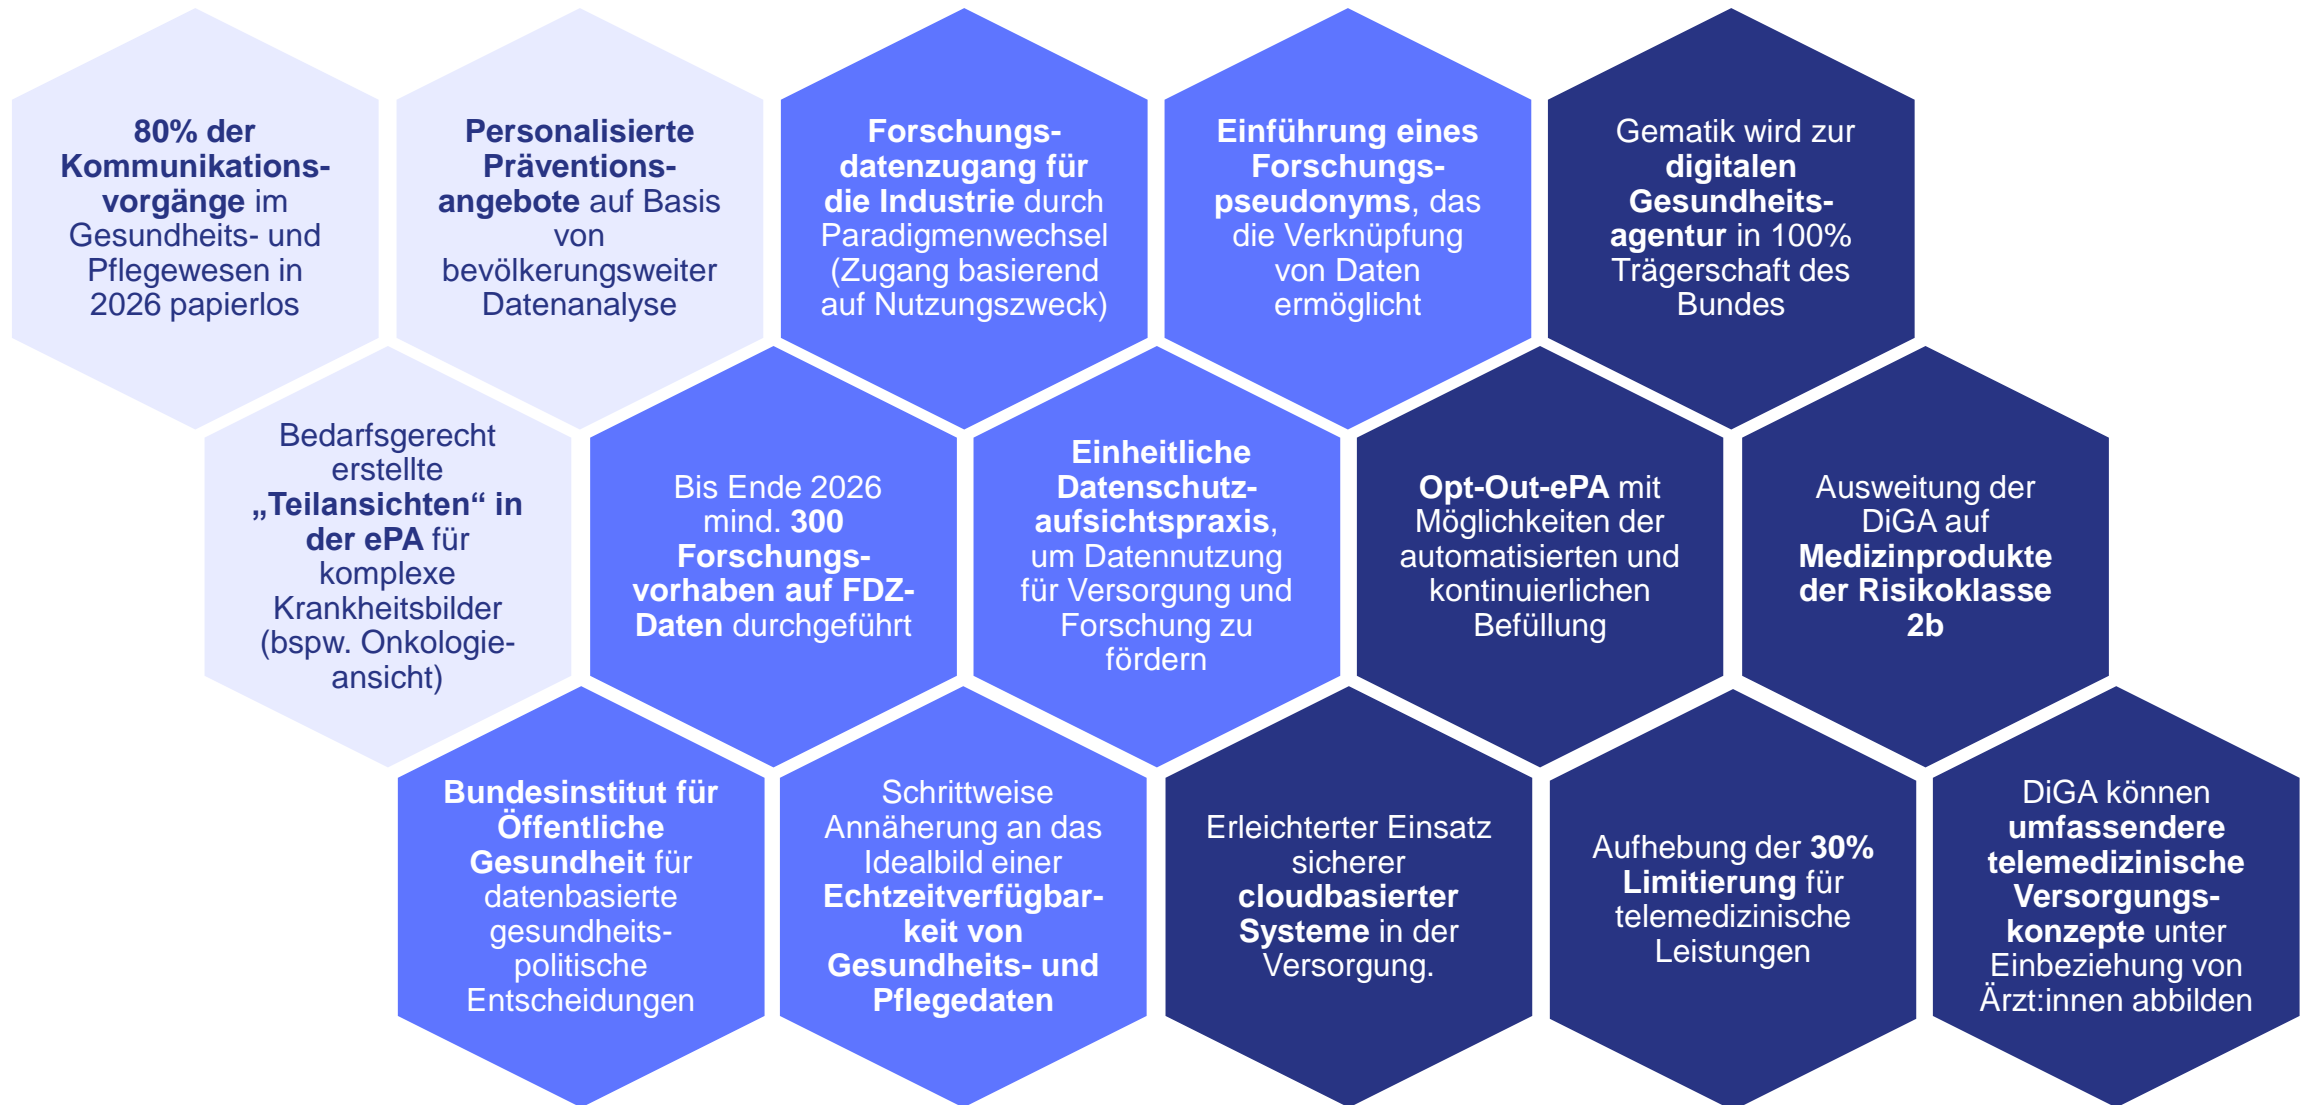 80% der
Kommunikations-
vorgänge im
Gesundheits- und
Pflegewesen in
2026 papierlos
Personalisierte
Präventions-
angebote auf Basis
von
bevölkerungsweiter
Datenanalyse
Forschungs-
datenzugang für
die Industrie durch
Paradigmenwechsel
(Zugang basierend
auf Nutzungszweck)
Einführung eines
Forschungs-
pseudonyms, das
die Verknüpfung
von Daten
ermöglicht
Gematik wird zur
digitalen
Gesundheits-
agentur in 100%
Trägerschaft des
Bundes
Bedarfsgerecht
erstellte
„Teilansichten“ in
der ePA für
komplexe
Krankheitsbilder
(bspw. Onkologie-
ansicht)
Bis Ende 2026
mind. 300
Forschungs-
vorhaben auf FDZ-
Daten durchgeführt
Einheitliche
Datenschutz-
aufsichtspraxis,
um Datennutzung
für Versorgung und
Forschung zu
fördern
Opt-Out-ePA mit
Möglichkeiten der
automatisierten und
kontinuierlichen
Befüllung
Ausweitung der
DiGA auf
Medizinprodukte
der Risikoklasse
2b
Bundesinstitut für
Öffentliche
Gesundheit für
datenbasierte
gesundheits-
politische
Entscheidungen
Schrittweise
Annäherung an das
Idealbild einer
Echtzeitverfügbar-
keit von
Gesundheits- und
Pflegedaten
Erleichterter Einsatz
sicherer
cloudbasierter
Systeme in der
Versorgung.
Aufhebung der 30%
Limitierung für
telemedizinische
Leistungen
DiGA können
umfassendere
telemedizinische
Versorgungs-
konzepte unter
Einbeziehung von
Ärzt:innen abbilden